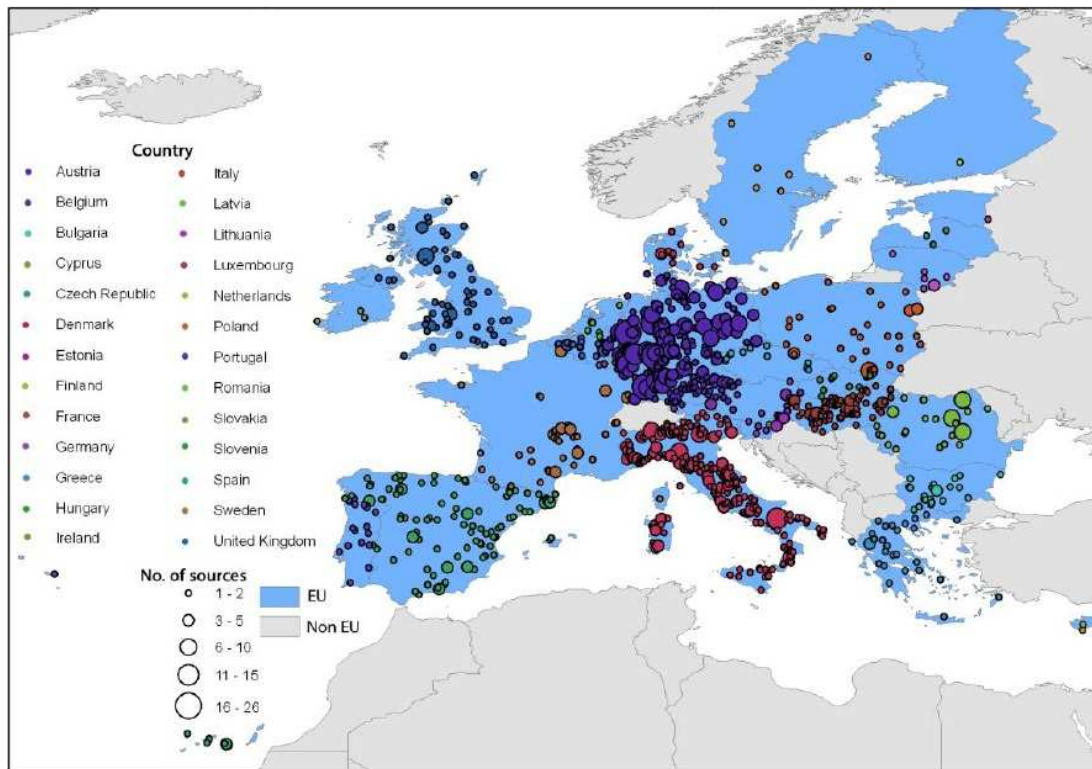 Country
Austria
Belgium
Bulgaria
Cyprus
Czech Republic
Denmark
Estonia
Finland
France
Germany
Greece
Hungary
Ireland
Italy
Latvia
Lithuania
Luxembourg
Netherlands
Poland
Portugal
Romania
Slovakia
Slovenia
Spain
Sweden
United Kingdom
No. of sources
1 - 2
3 - 5
6 - 10
11 - 15
16 - 26
EU
Non EU